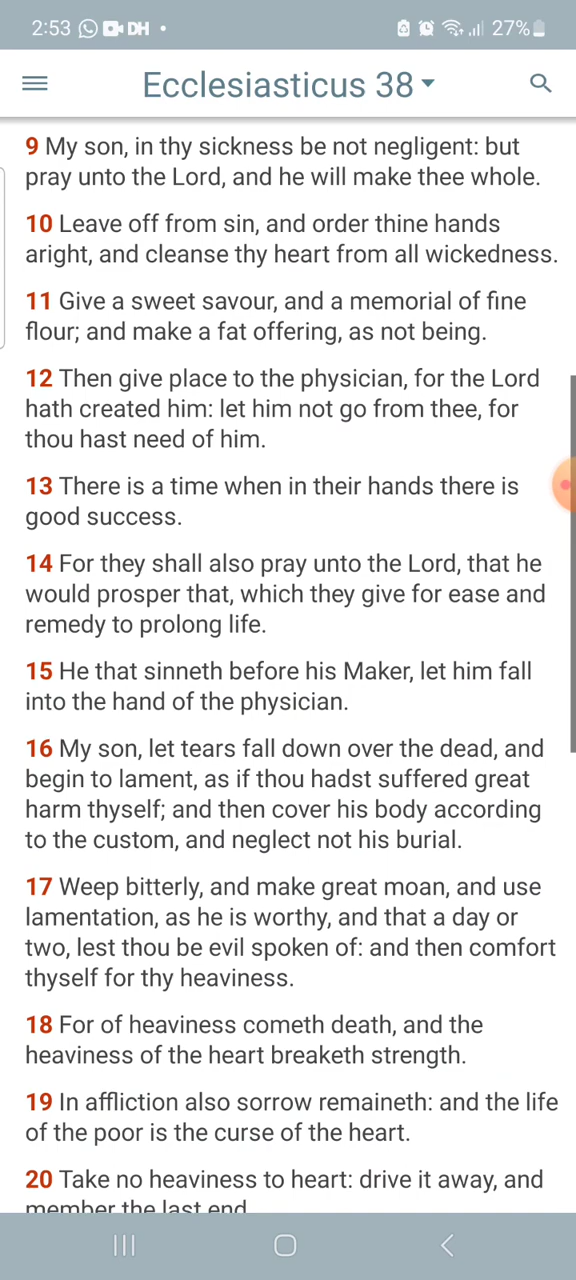 2:53 DH • 27%
Ecclesiasticus 38
9 My son, in thy sickness be not negligent: but
pray unto the Lord, and he will make thee whole.
10 Leave off from sin, and order thine hands
aright, and cleanse thy heart from all wickedness.
11 Give a sweet savour, and a memorial of fine
flour; and make a fat offering, as not being.
12 Then give place to the physician, for the Lord
hath created him: let him not go from thee, for
thou hast need of him.
13 There is a time when in their hands there is
good success.
14 For they shall also pray unto the Lord, that he
would prosper that, which they give for ease and
remedy to prolong life.
15 He that sinneth before his Maker, let him fall
into the hand of the physician.
16 My son, let tears fall down over the dead, and
begin to lament, as if thou hadst suffered great
harm thyself; and then cover his body according
to the custom, and neglect not his burial.
17 Weep bitterly, and make great moan, and use
lamentation, as he is worthy, and that a day or
two, lest thou be evil spoken of: and then comfort
thyself for thy heaviness.
18 For of heaviness cometh death, and the
heaviness of the heart breaketh strength.
19 In affliction also sorrow remaineth: and the life
of the poor is the curse of the heart.
20 Take no heaviness to heart: drive it away, and
member the last end